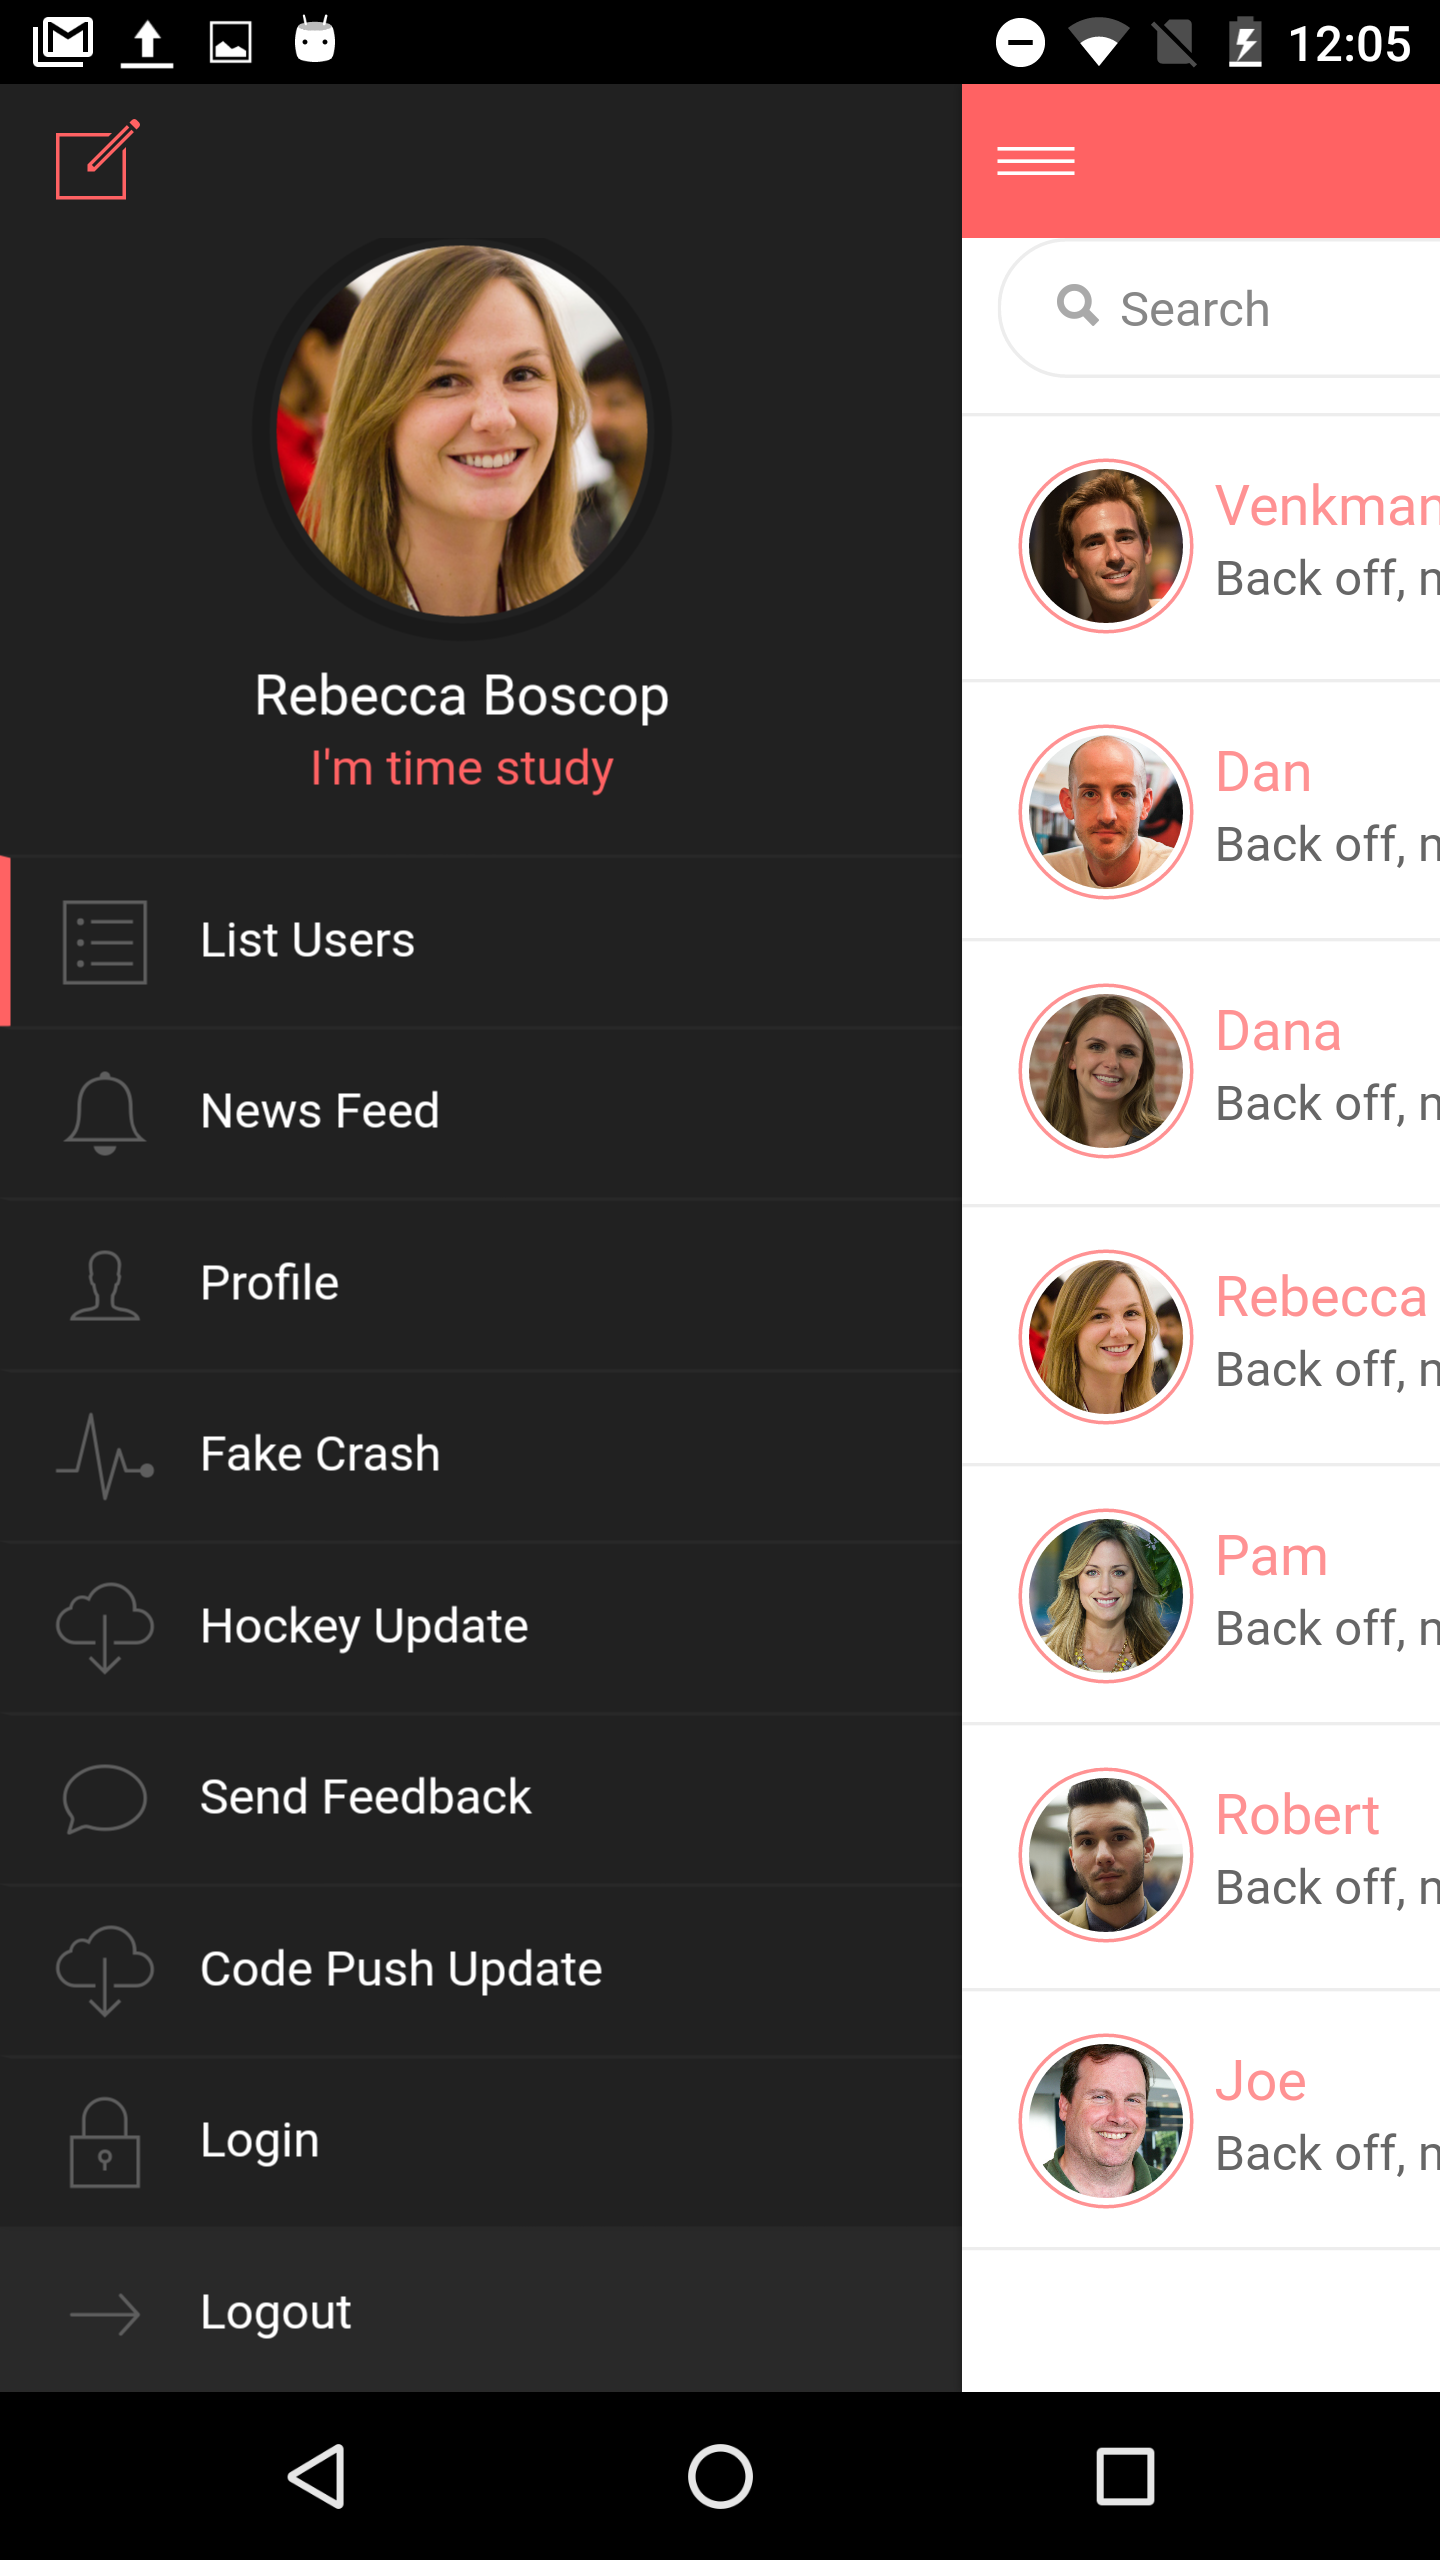 12:05
Rebecca Boscop
I'm time study
List Users
News Feed
Profile
Fake Crash
Hockey Update
Send Feedback
Code Push Update
Login
Logout
Search
Venkman
Back off,
Dan
Back off,
Dana
Back off,
Rebecca
Back off,
Pam
Back off,
Robert
Back off,
Joe
Back off,